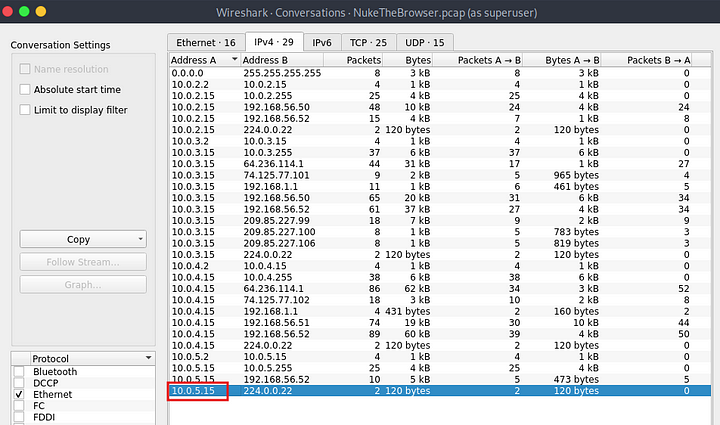 Wireshark · Conversations · NukeTheBrowser.pcap (as superuser)
Conversation Settings
Name resolution
Absolute start time
Limit to display filter
Copy
Follow Stream...
Graph...
Protocol
Bluetooth
DCCP
Ethernet
FC
FDDI
Ethernet · 16 IPv4 · 29 IPv6 TCP · 25 UDP · 15
Address A Address B Packets Bytes Packets A → B Bytes A → B Packets B → A
0.0.0.0 255.255.255.255 8 3 kB 8 3 kB 0
10.0.2.2 10.0.2.15 4 1 kB 4 1 kB 0
10.0.2.15 10.0.2.255 25 4 kB 25 4 kB 0
10.0.2.15 192.168.56.50 48 10 kB 24 4 kB 24
10.0.2.15 192.168.56.52 15 4 kB 7 1 kB 8
10.0.2.15 224.0.0.22 2 120 bytes 2 120 bytes 0
10.0.3.2 10.0.3.15 4 1 kB 4 1 kB 0
10.0.3.15 10.0.3.255 37 6 kB 37 6 kB 0
10.0.3.15 64.236.114.1 44 31 kB 17 1 kB 27
10.0.3.15 74.125.77.101 9 2 kB 5 965 bytes 4
10.0.3.15 192.168.1.1 11 1 kB 6 461 bytes 5
10.0.3.15 192.168.56.50 65 20 kB 31 6 kB 34
10.0.3.15 192.168.56.52 61 37 kB 27 4 kB 34
10.0.3.15 209.85.227.99 18 7 kB 9 2 kB 9
10.0.3.15 209.85.227.100 8 1 kB 5 783 bytes 3
10.0.3.15 209.85.227.106 8 1 kB 5 819 bytes 3
10.0.3.15 224.0.0.22 2 120 bytes 2 120 bytes 0
10.0.4.2 10.0.4.15 4 1 kB 4 1 kB 0
10.0.4.15 10.0.4.255 38 6 kB 38 6 kB 0
10.0.4.15 64.236.114.1 86 62 kB 34 3 kB 52
10.0.4.15 74.125.77.102 18 3 kB 10 2 kB 8
10.0.4.15 192.168.1.1 4 431 bytes 2 160 bytes 2
10.0.4.15 192.168.56.51 74 19 kB 30 10 kB 44
10.0.4.15 192.168.56.52 89 60 kB 39 4 kB 50
10.0.4.15 224.0.0.22 2 120 bytes 2 120 bytes 0
10.0.5.2 10.0.5.15 4 1 kB 4 1 kB 0
10.0.5.15 10.0.5.255 25 4 kB 25 4 kB 0
10.0.5.15 192.168.56.52 10 5 kB 5 473 bytes 5
10.0.5.15 224.0.0.22 2 120 bytes 2 120 bytes 0